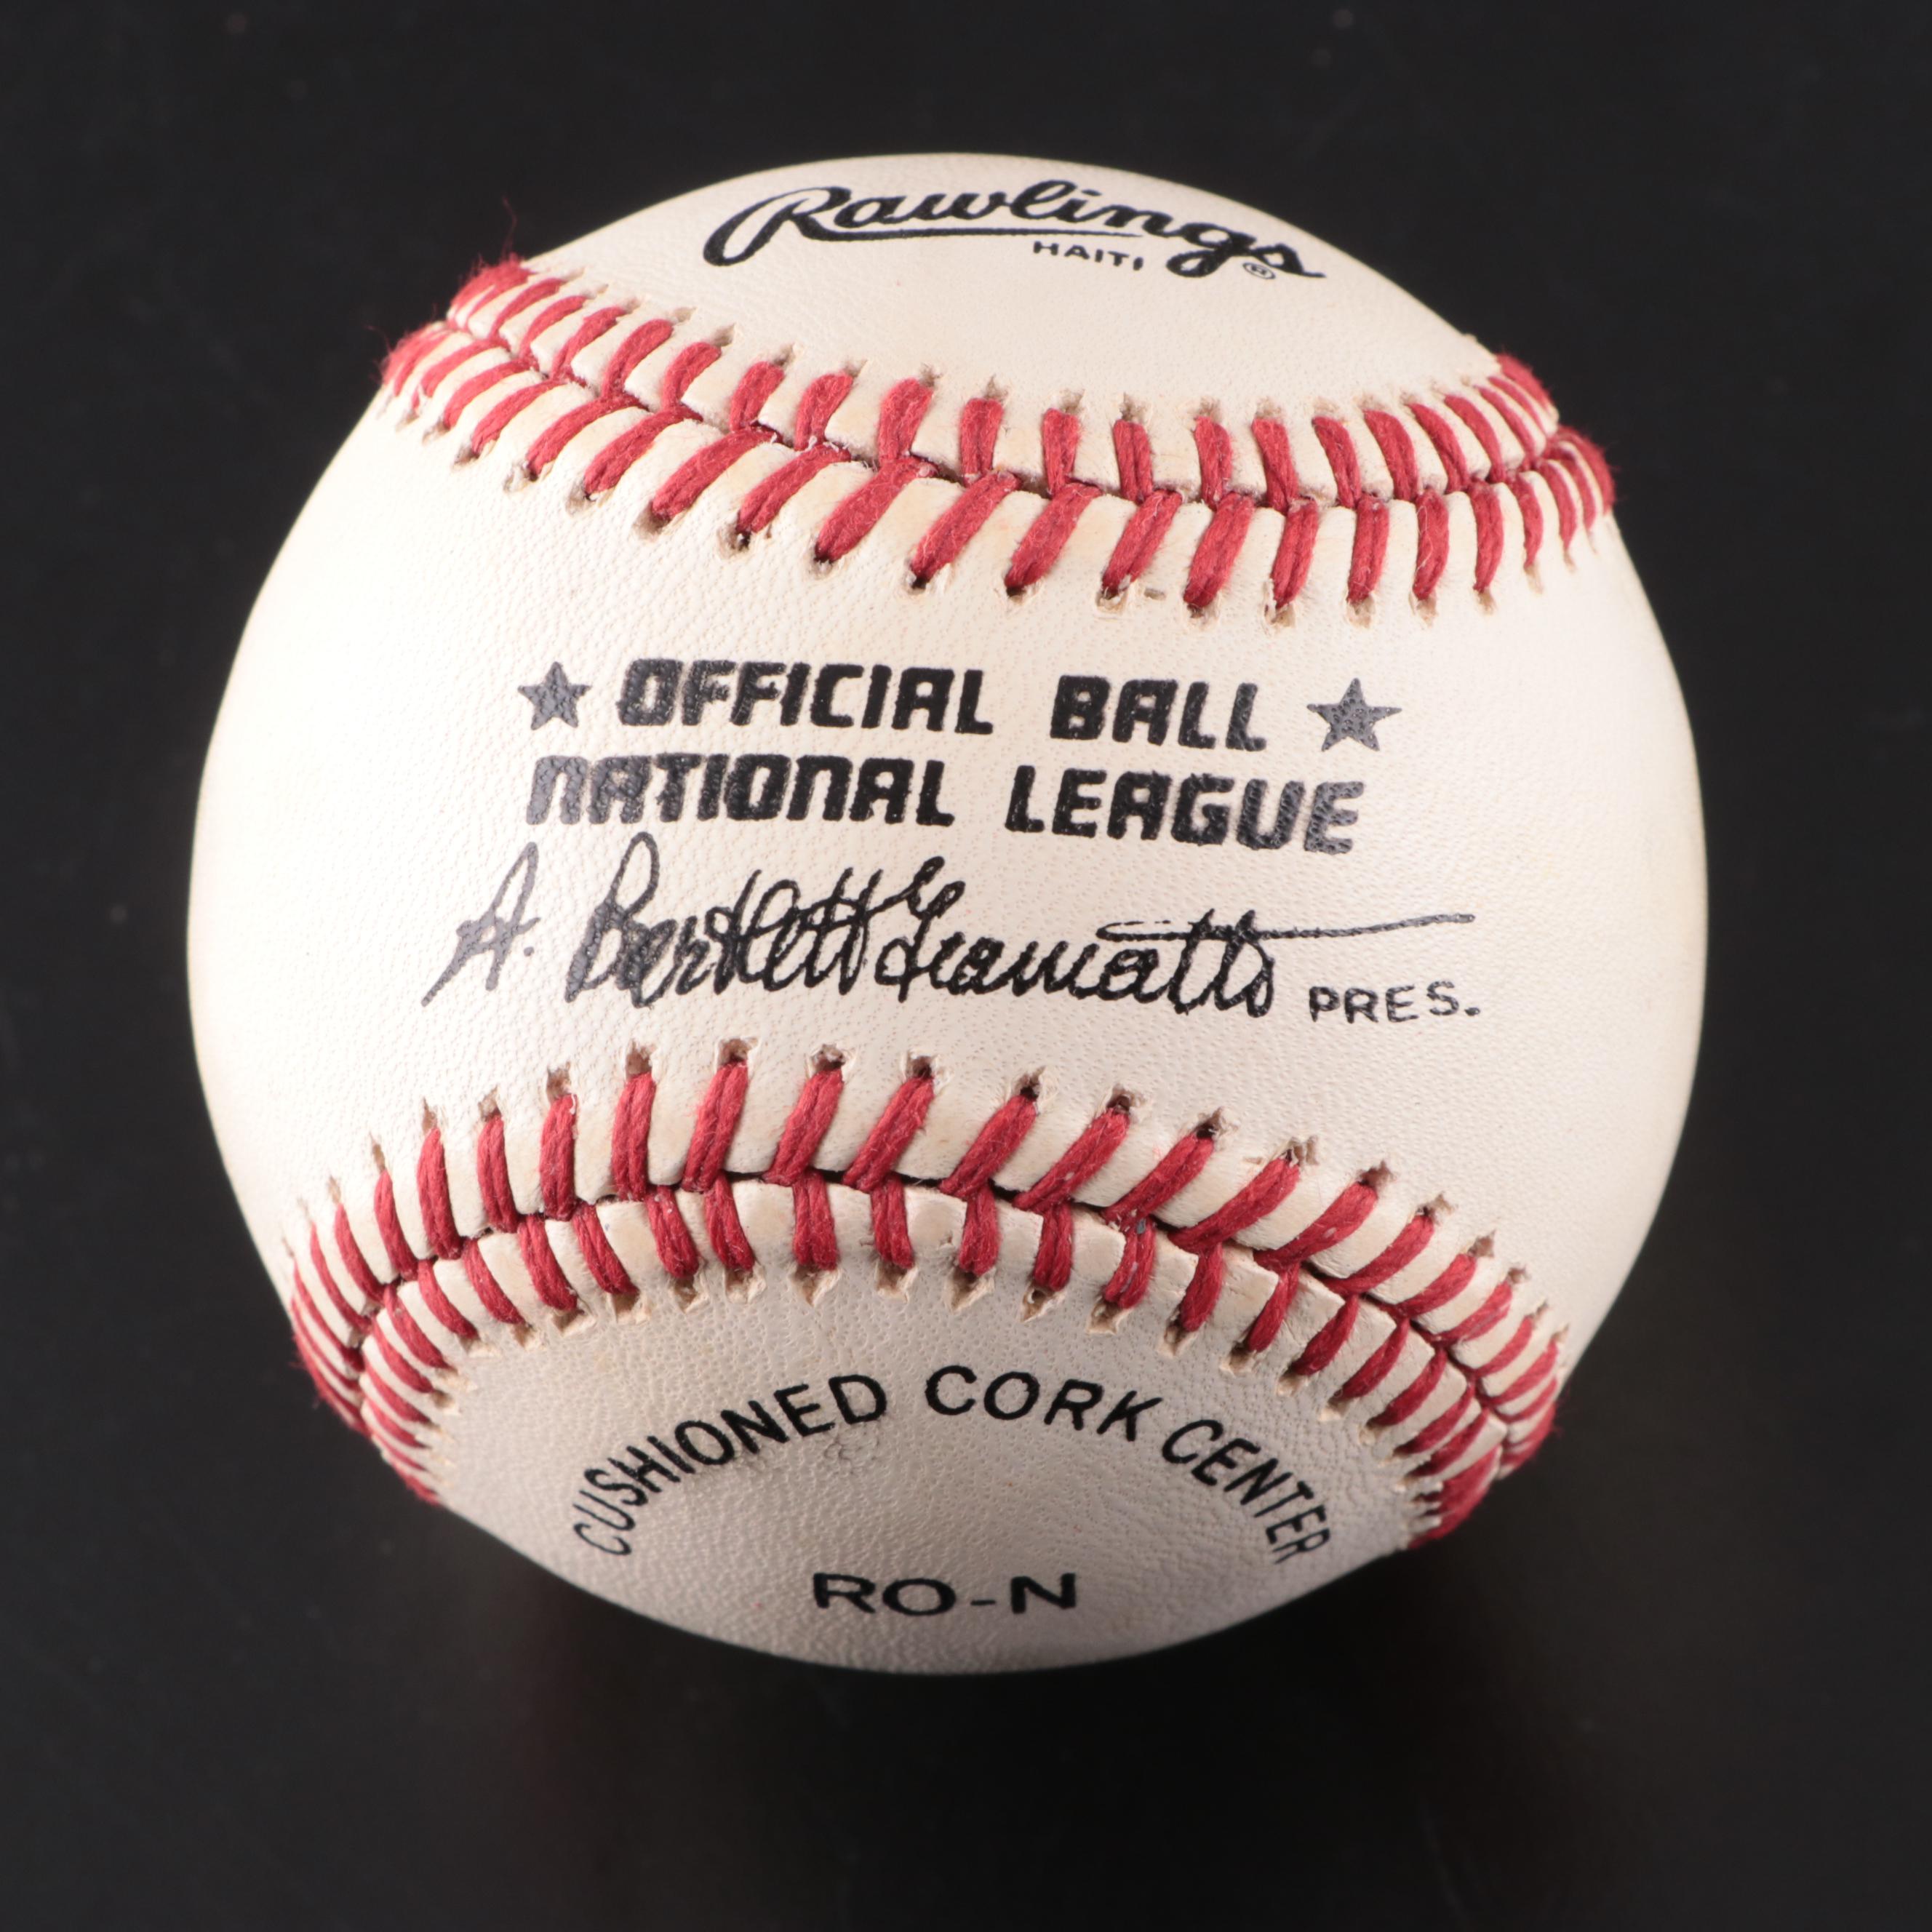 Rawlings ®
HAITI
★ OFFICIAL BALL ★
NATIONAL LEAGUE
A. Bartlett Giamatti PRES.
CUSHIONED CORK CENTER
RO-N